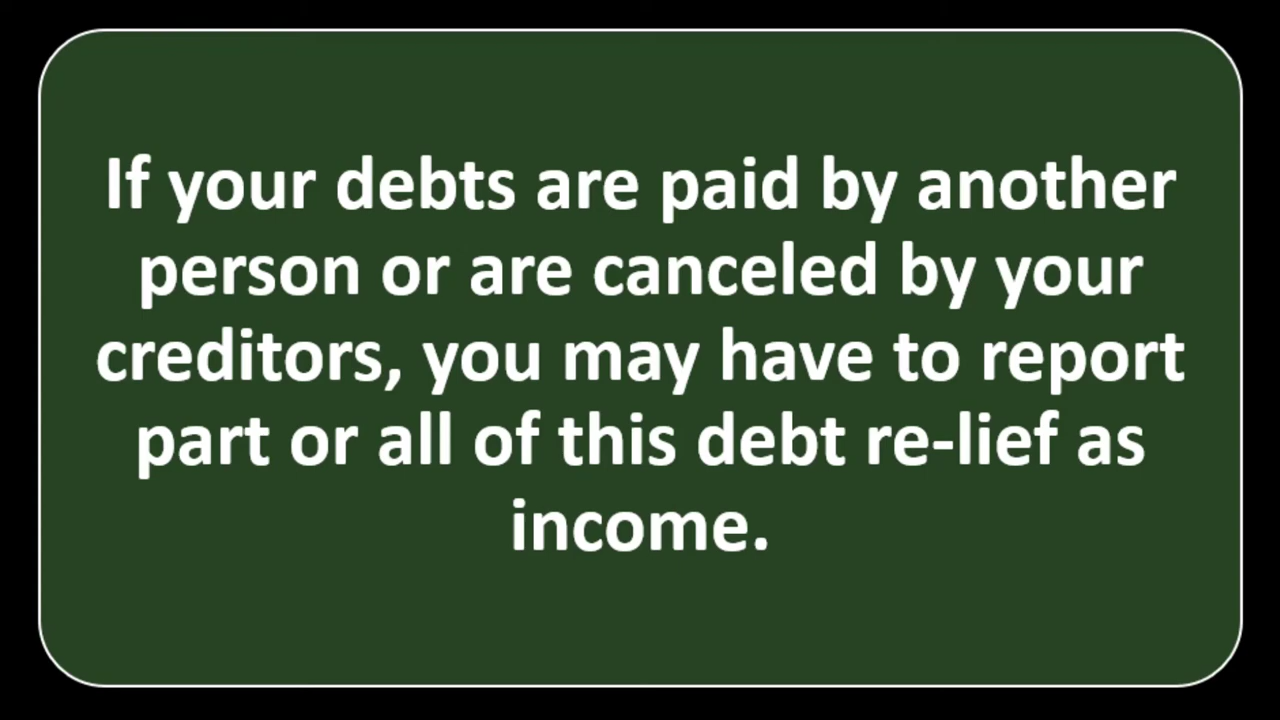 If your debts are paid by another
person or are canceled by your
creditors, you may have to report
part or all of this debt re-lief as
income.